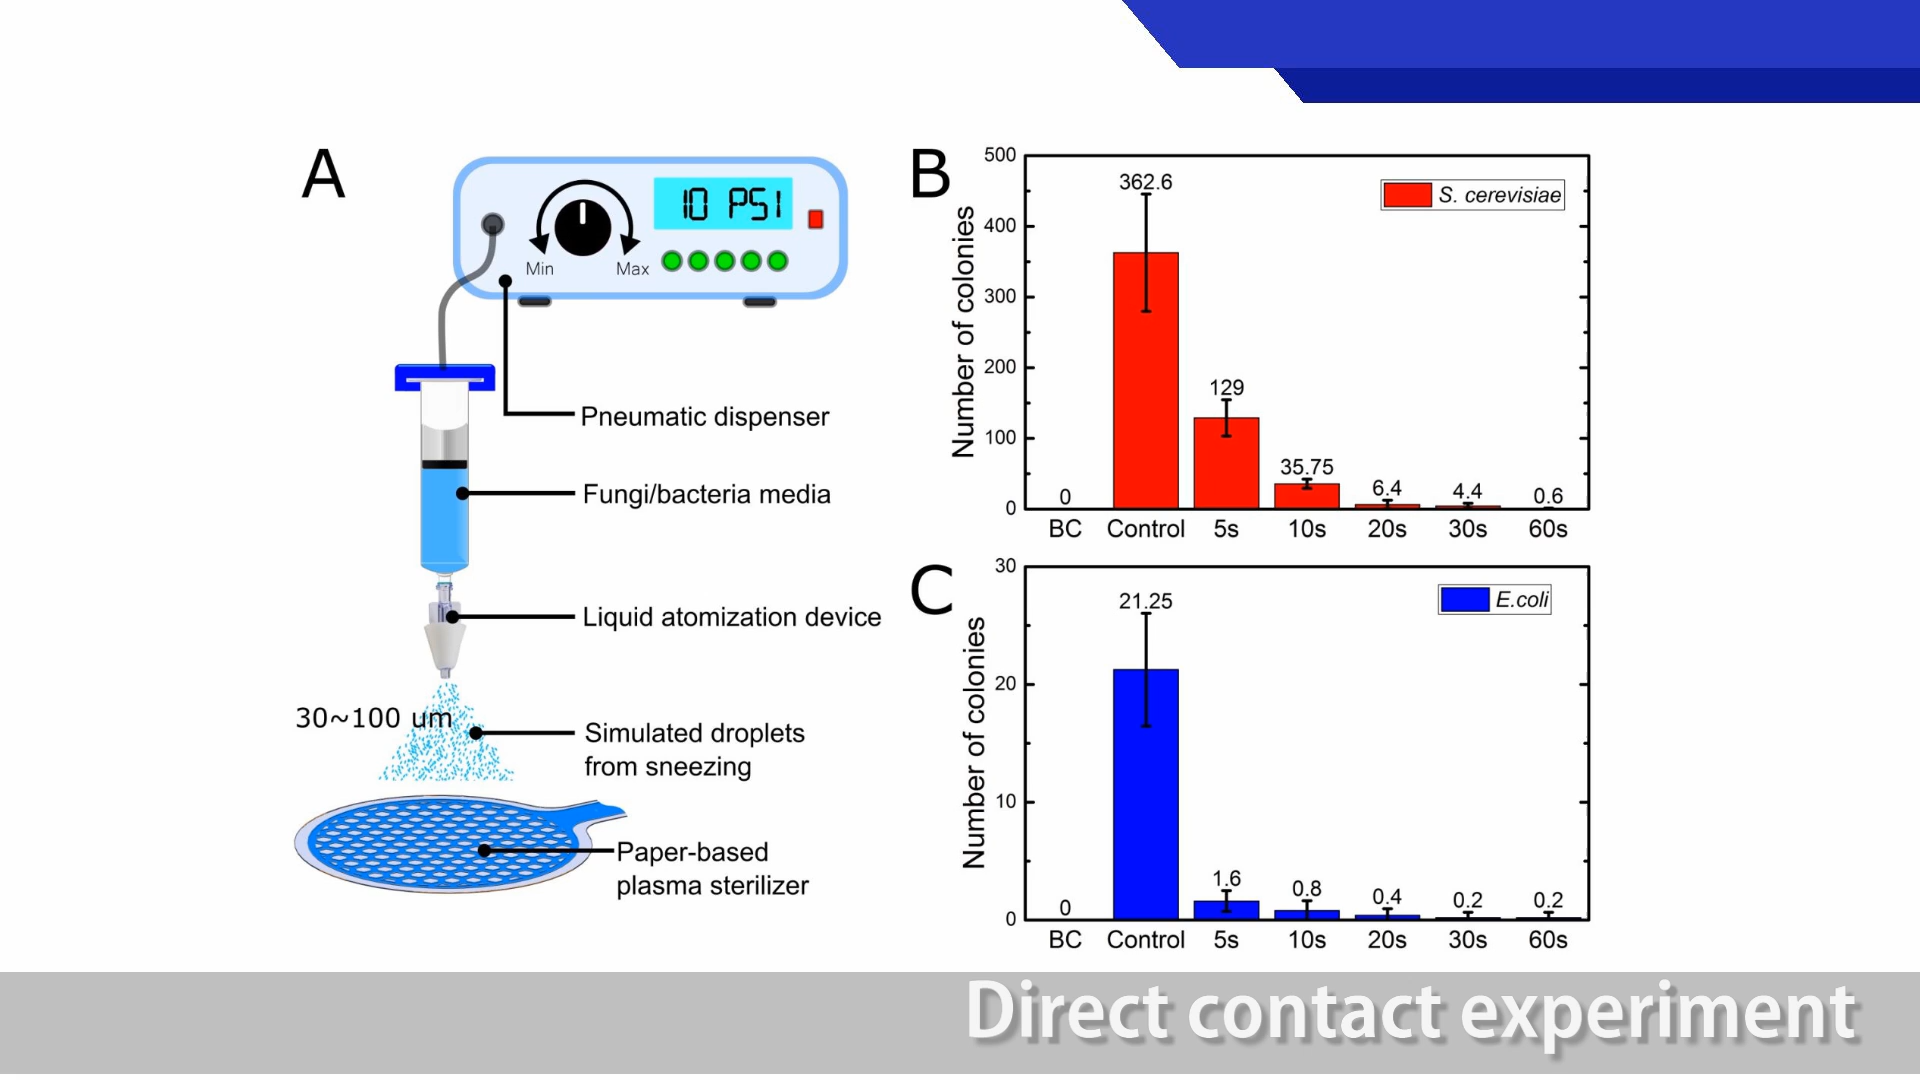 A
10 PSI
Min
Max
Pneumatic dispenser
Fungi/bacteria media
Liquid atomization device
30~100 um
Simulated droplets
from sneezing
Paper-based
plasma sterilizer
B
Number of colonies
500
400
300
200
100
0
S. cerevisiae
0
362.6
129
35.75
6.4
4.4
0.6
BC Control 5s 10s 20s 30s 60s
C
Number of colonies
30
20
10
0
E.coli
0
21.25
1.6
0.8
0.4
0.2
0.2
BC Control 5s 10s 20s 30s 60s
Direct contact experiment